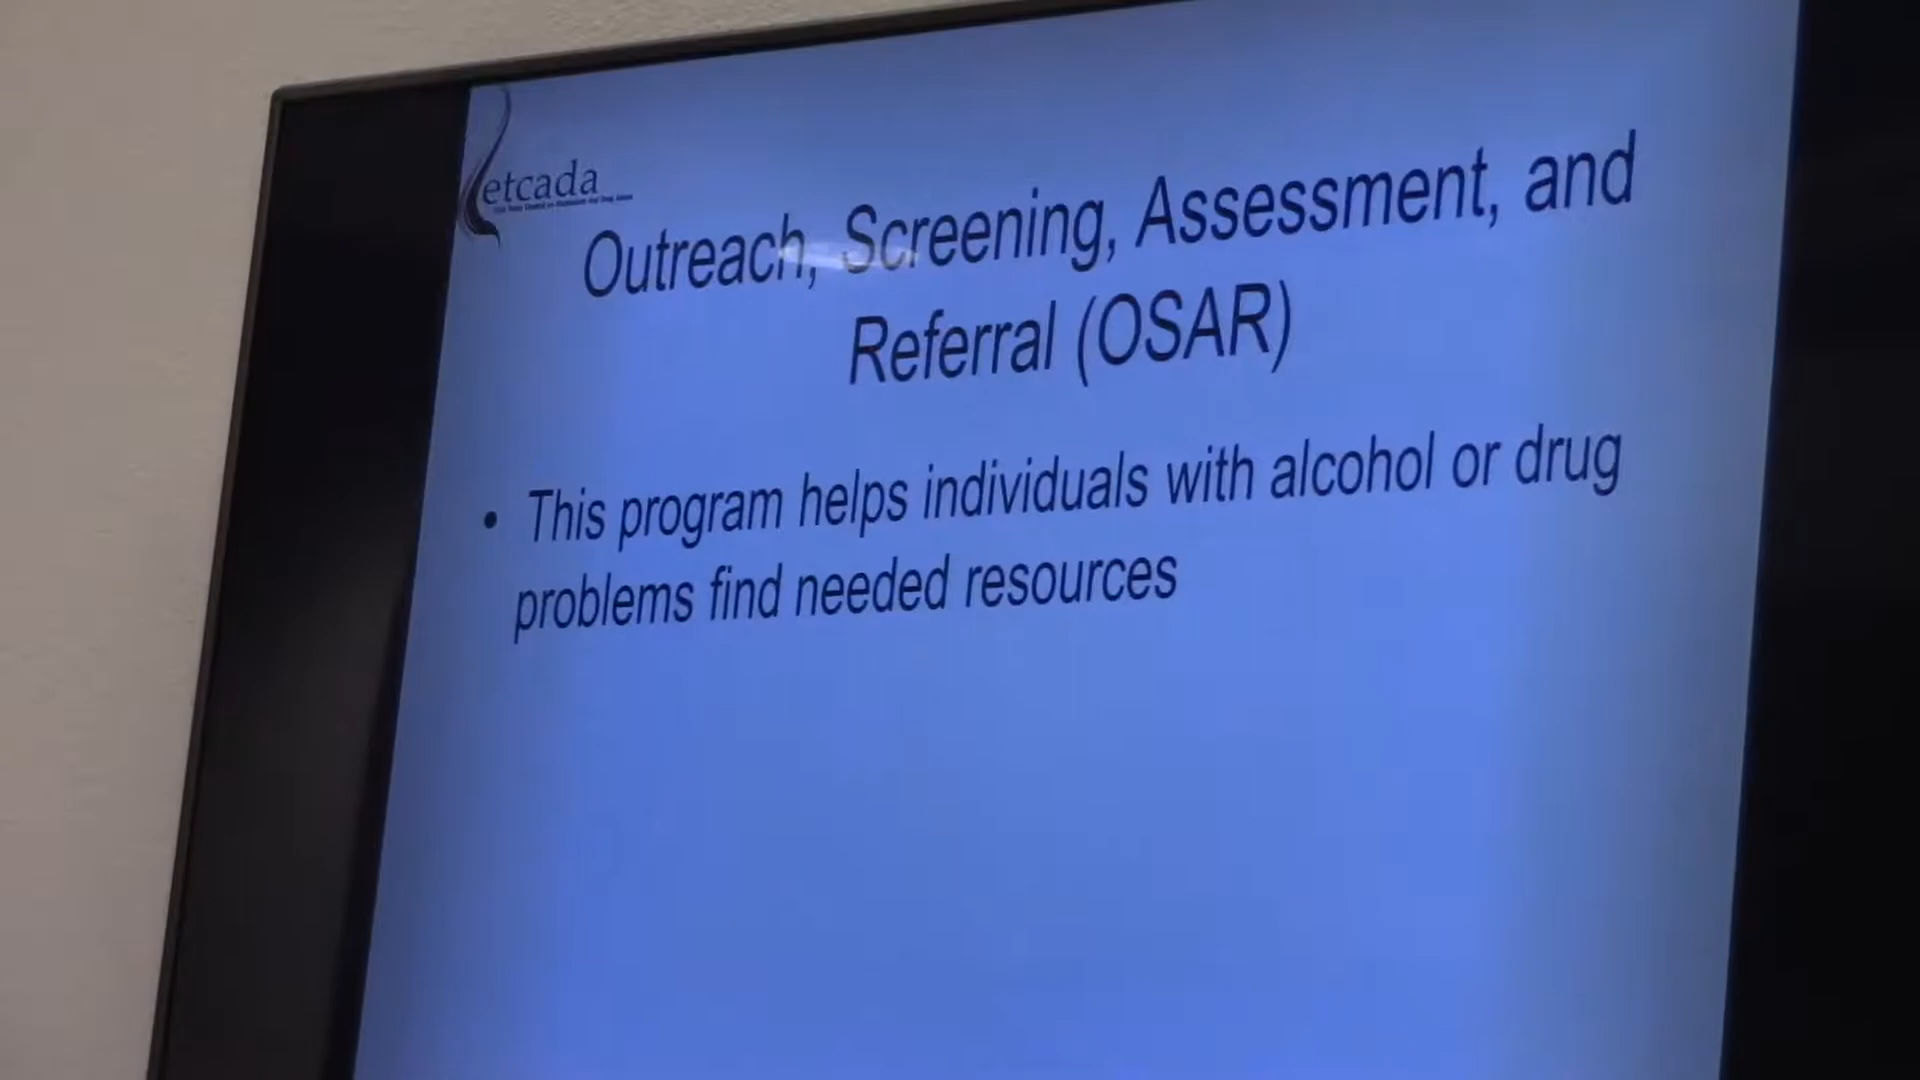 etcada
Outreach, Screening, Assessment, and
Referral (OSAR)
• This program helps individuals with alcohol or drug
problems find needed resources